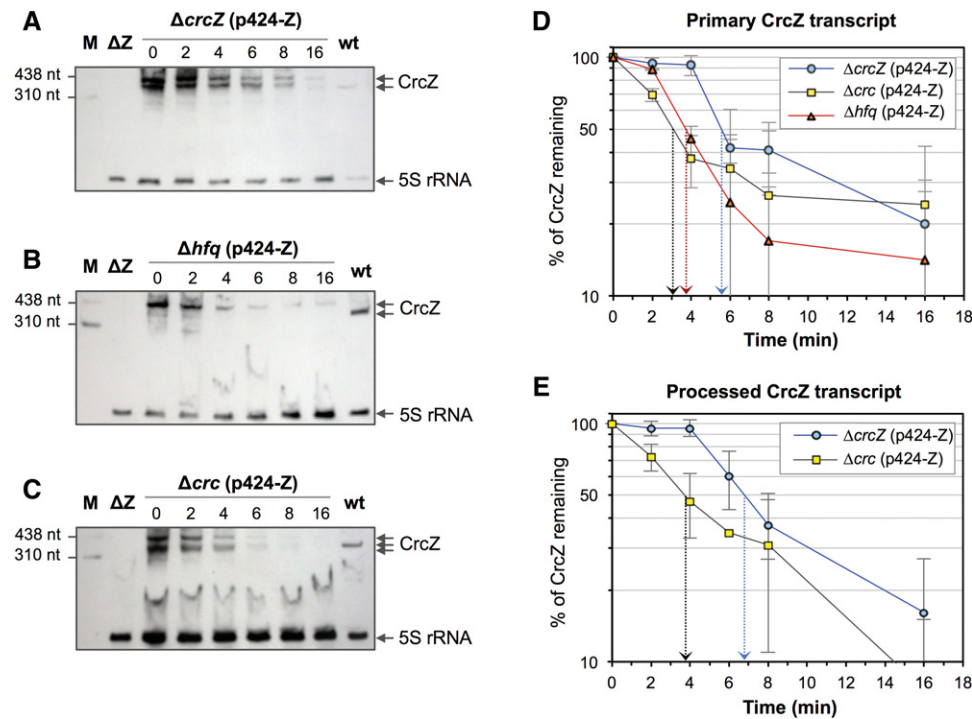 A
ΔcrcZ (p424-Z)
M ΔZ 0 2 4 6 8 16 wt
438 nt
310 nt
CrcZ
5S rRNA
B
Δhfq (p424-Z)
M ΔZ 0 2 4 6 8 16 wt
438 nt
310 nt
CrcZ
5S rRNA
C
Δcrc (p424-Z)
M ΔZ 0 2 4 6 8 16 wt
438 nt
310 nt
CrcZ
5S rRNA
D
Primary CrcZ transcript
% of CrcZ remaining
100
50
10
ΔcrcZ (p424-Z)
Δcrc (p424-Z)
Δhfq (p424-Z)
0 2 4 6 8 10 12 14 16 18
Time (min)
E
Processed CrcZ transcript
% of CrcZ remaining
100
50
10
ΔcrcZ (p424-Z)
Δcrc (p424-Z)
0 2 4 6 8 10 12 14 16 18
Time (min)